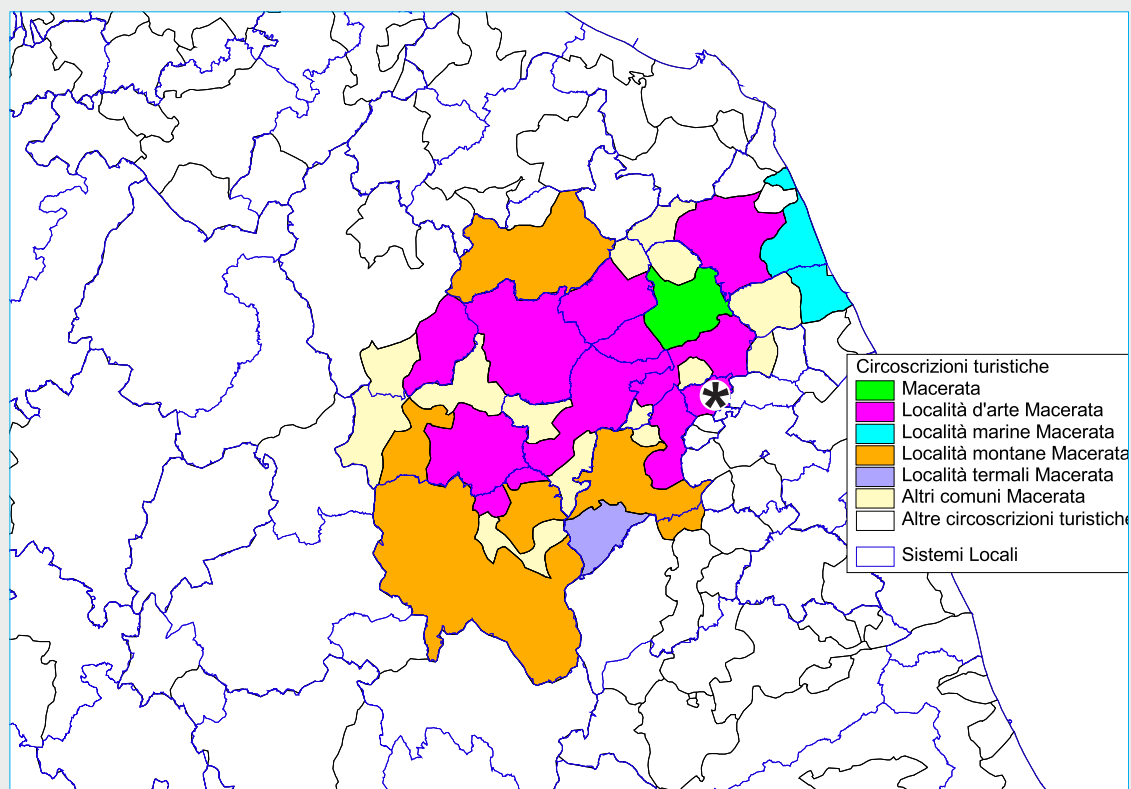 Circoscrizioni turistiche
Macerata
Località d'arte Macerata
Località marine Macerata
Località montane Macerata
Località termali Macerata
Altri comuni Macerata
Altre circoscrizioni turistiche
Sistemi Locali
*